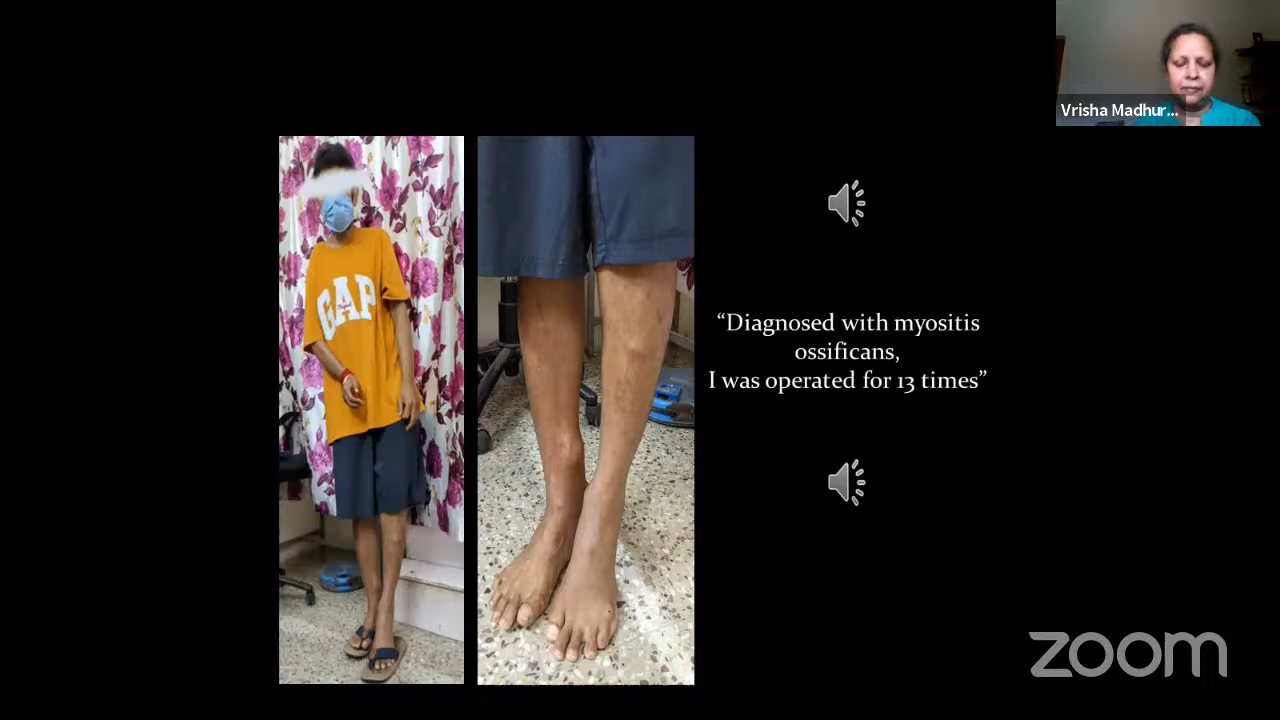 Vrisha Madhur...
GAP
“Diagnosed with myositis
ossificans,
I was operated for 13 times”
zoom